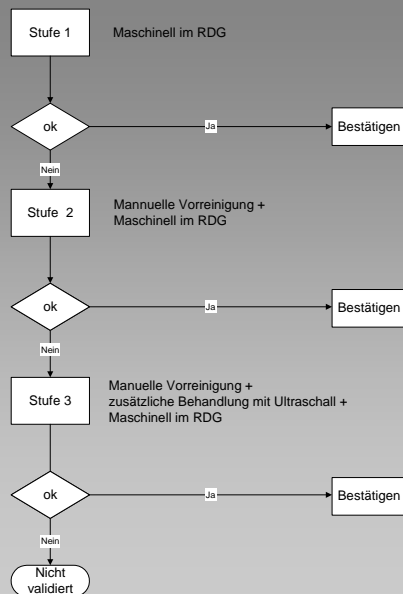 Stufe 1
Maschinell im RDG
ok
Ja
Bestätigen
Nein
Stufe 2
Mannuelle Vorreinigung +
Maschinell im RDG
ok
Ja
Bestätigen
Nein
Stufe 3
Manuelle Vorreinigung +
zusätzliche Behandlung mit Ultraschall +
Maschinell im RDG
ok
Ja
Bestätigen
Nein
Nicht
validiert